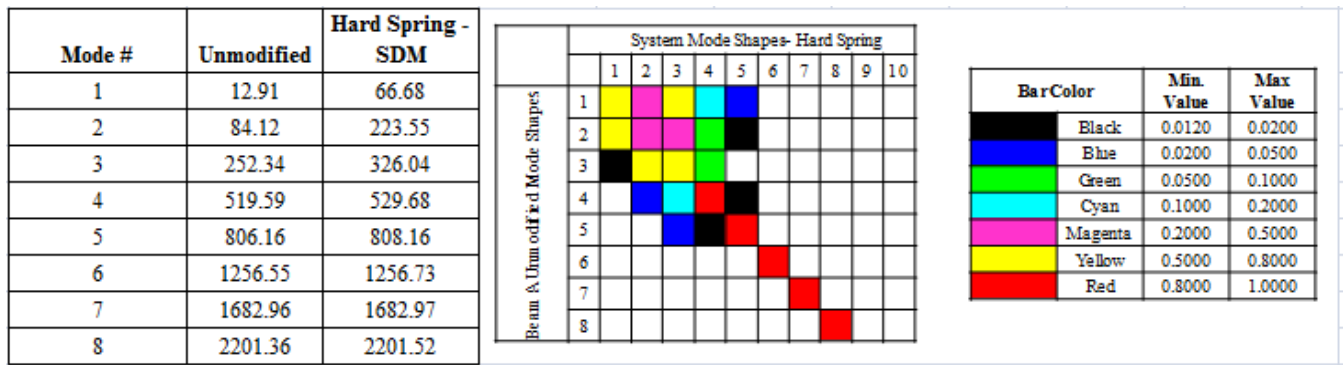 Mode # Unmodified Hard Spring - SDM
1 12.91 66.68
2 84.12 223.55
3 252.34 326.04
4 519.59 529.68
5 806.16 808.16
6 1256.55 1256.73
7 1682.96 1682.97
8 2201.36 2201.52
System Mode Shapes- Hard Spring
1 2 3 4 5 6 7 8 9 10
Beam A Unmodified Mode Shapes
1
2
3
4
5
6
7
8
BarColor Min. Value Max Value
Black 0.0120 0.0200
Blue 0.0200 0.0500
Green 0.0500 0.1000
Cyan 0.1000 0.2000
Magenta 0.2000 0.5000
Yellow 0.5000 0.8000
Red 0.8000 1.0000